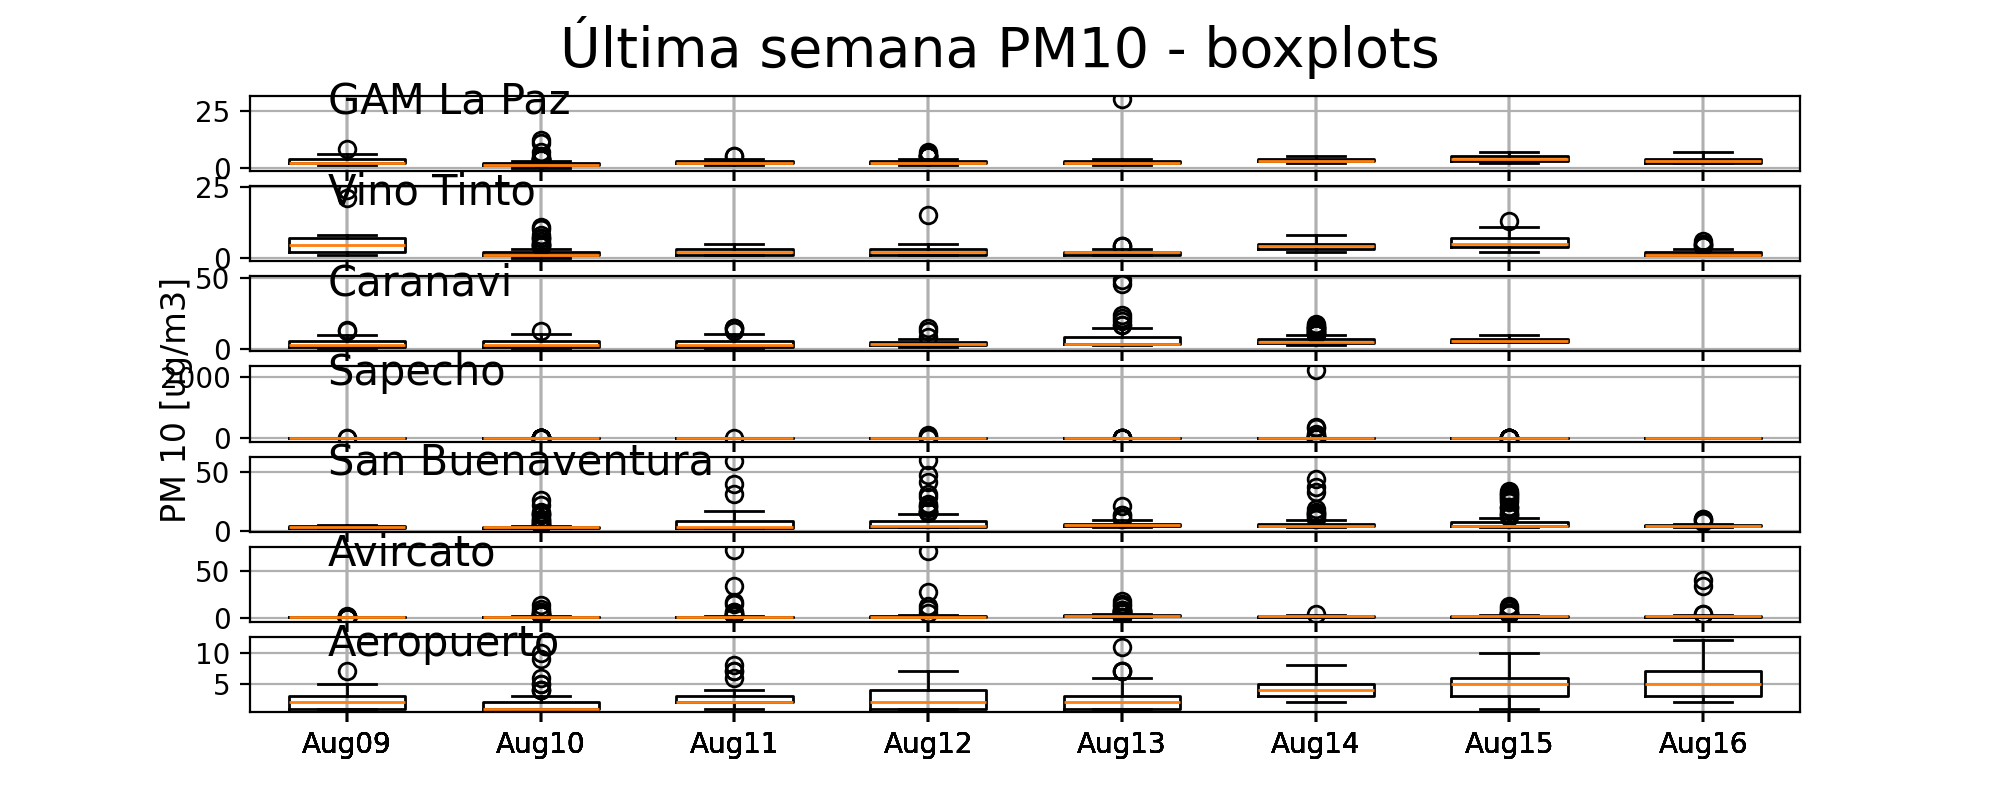 Última semana PM10 - boxplots
GAM La Paz
25
0
Vino Tinto
25
0
Caranavi
50
0
PM 10 [ug/m3]
Sapecho
2000
0
San Buenaventura
50
0
Avircato
50
0
Aeropuerto
10
5
Aug09 Aug10 Aug11 Aug12 Aug13 Aug14 Aug15 Aug16